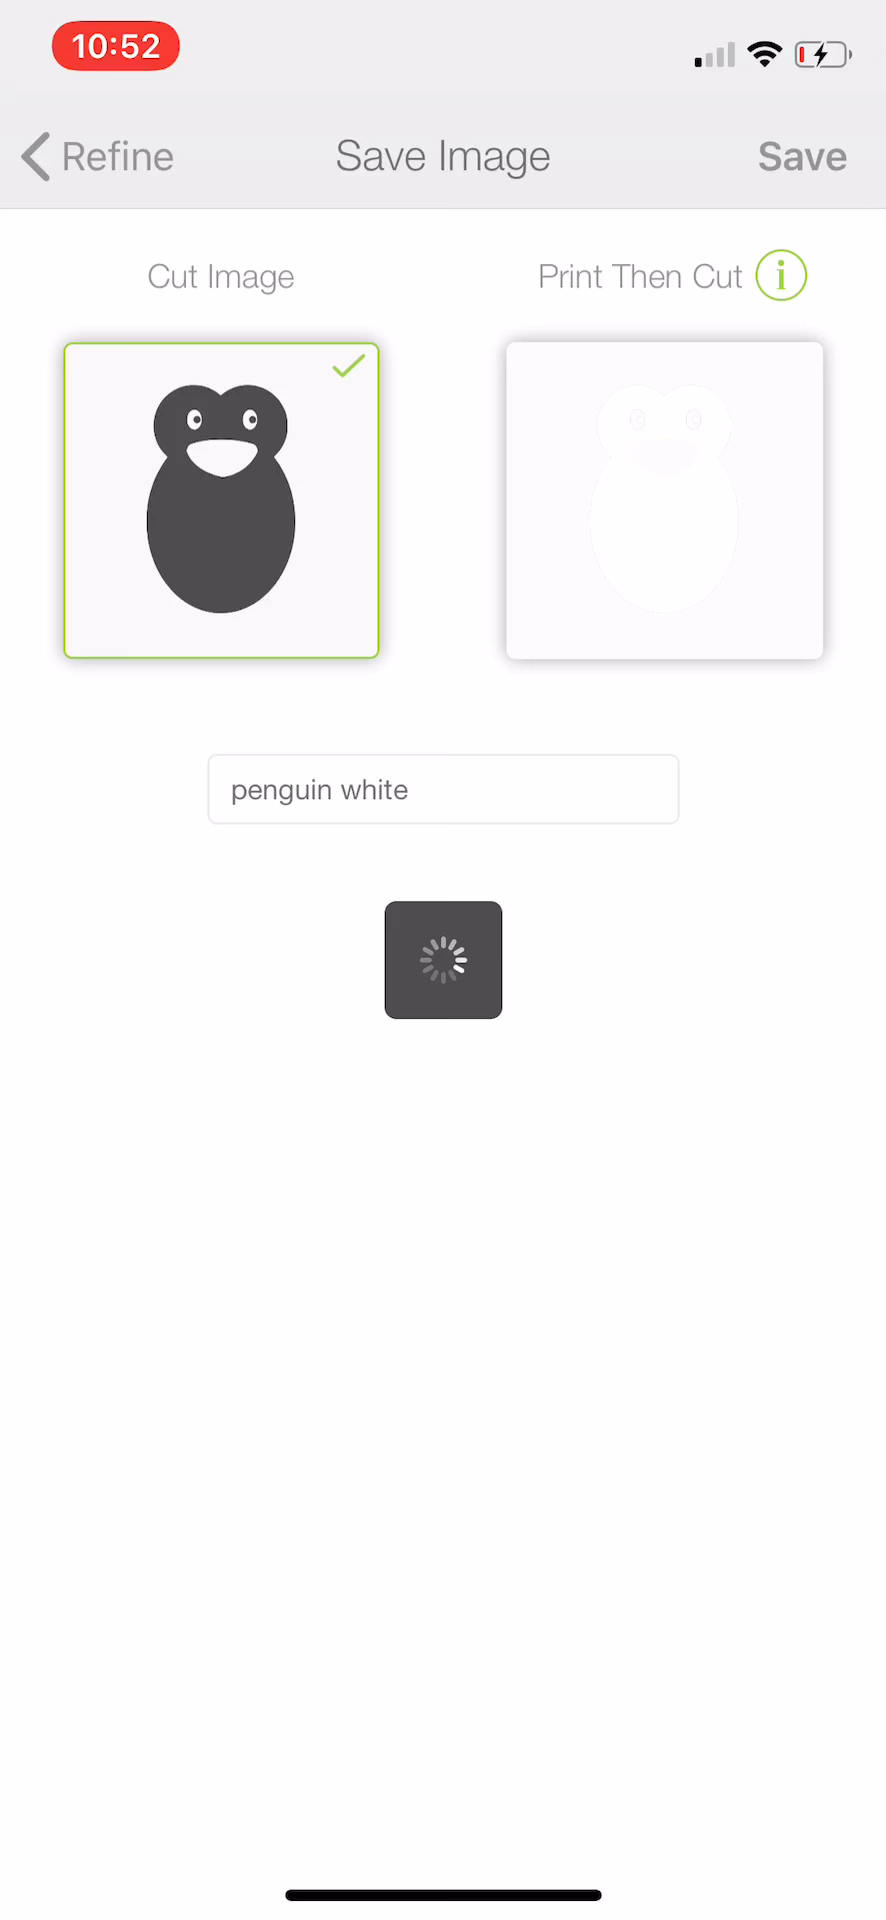 10:52
Refine
Save Image
Save
Cut Image
Print Then Cut i
penguin white